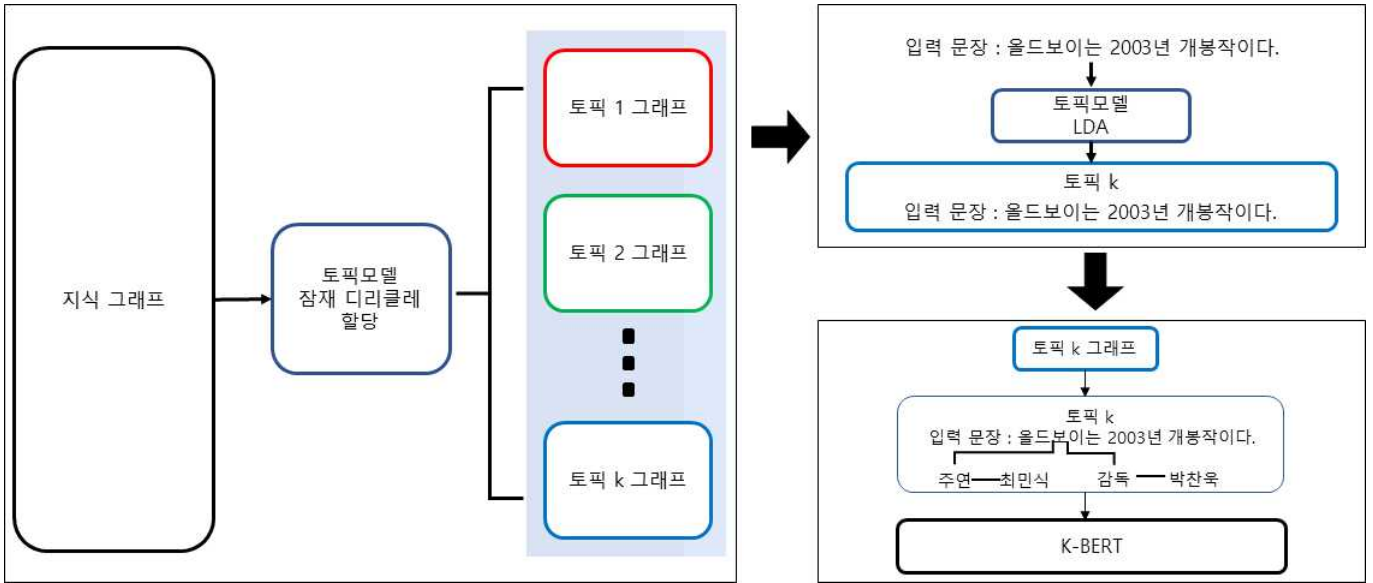 지식 그래프
토픽모델
잠재 디리클레
할당
토픽 1 그래프
토픽 2 그래프
토픽 k 그래프
입력 문장 : 올드보이는 2003년 개봉작이다.
토픽모델
LDA
토픽 k
입력 문장 : 올드보이는 2003년 개봉작이다.
토픽 k 그래프
토픽 k
입력 문장 : 올드보이는 2003년 개봉작이다.
주연 최민식 감독 박찬욱
K-BERT